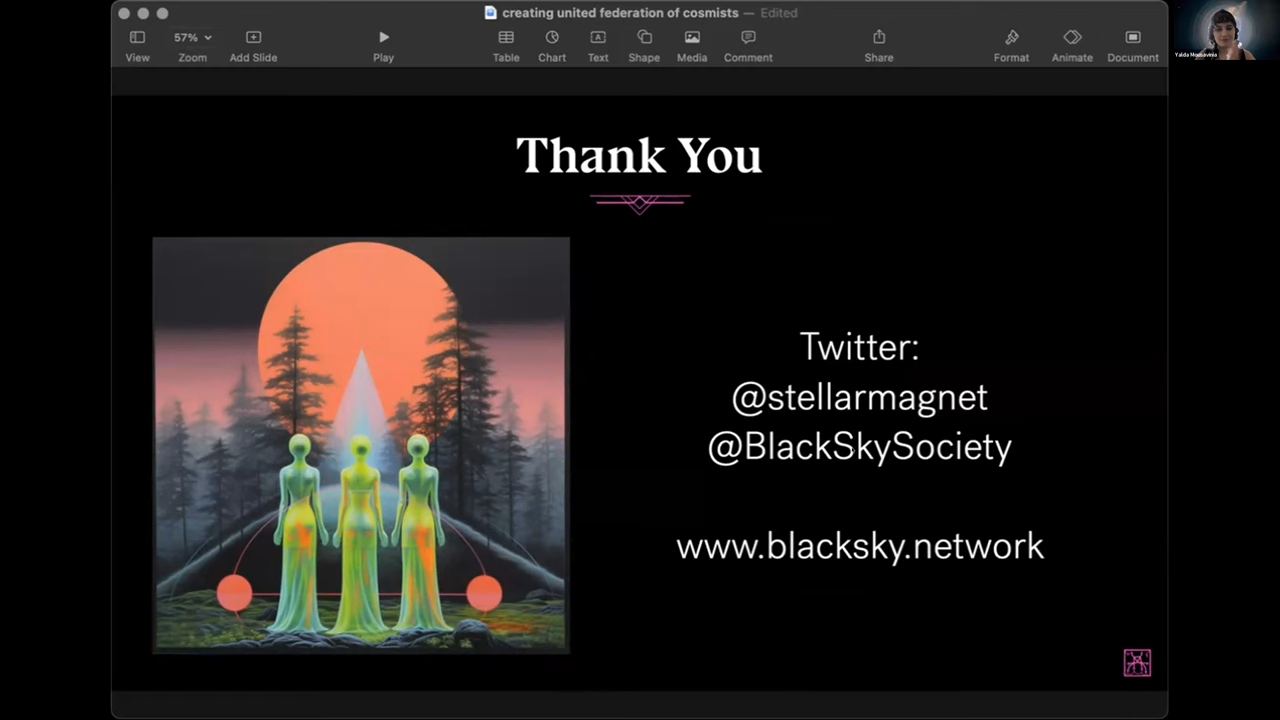 creating united federation of cosmists — Edited
57%
View
Zoom
Add Slide
Play
Table
Chart
Text
Shape
Media
Comment
Share
Format
Animate
Document
Thank You
Twitter:
@stellarmagnet
@BlackSkySociety
www.blacksky.network